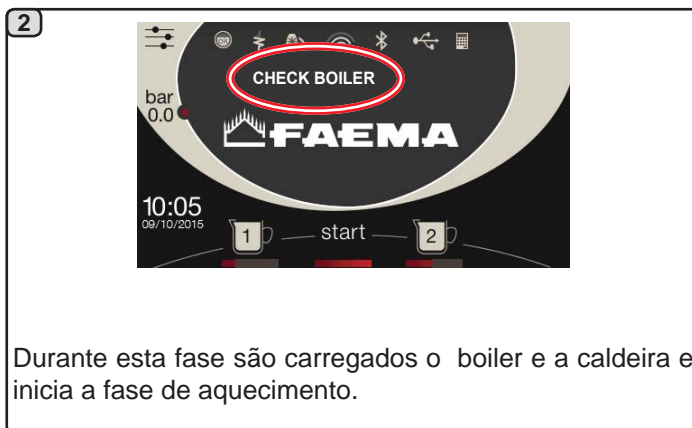 2
CHECK BOILER
bar
0.0
FAEMA
10:05
09/10/2015
1 start 2
Durante esta fase são carregados o boiler e a caldeira e
inicia a fase de aquecimento.